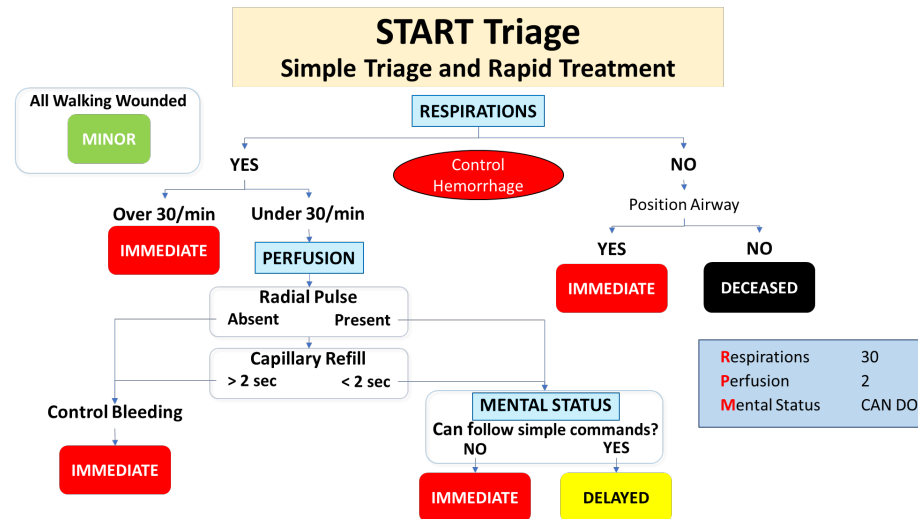 START Triage
Simple Triage and Rapid Treatment
All Walking Wounded
MINOR
RESPIRATIONS
YES
Control
Hemorrhage
NO
Over 30/min
Under 30/min
Position Airway
IMMEDIATE
PERFUSION
YES
NO
IMMEDIATE
DECEASED
Radial Pulse
Absent
Present
Capillary Refill
> 2 sec
< 2 sec
Control Bleeding
IMMEDIATE
MENTAL STATUS
Can follow simple commands?
NO
YES
IMMEDIATE
DELAYED
Respirations 30
Perfusion 2
Mental Status CAN DO